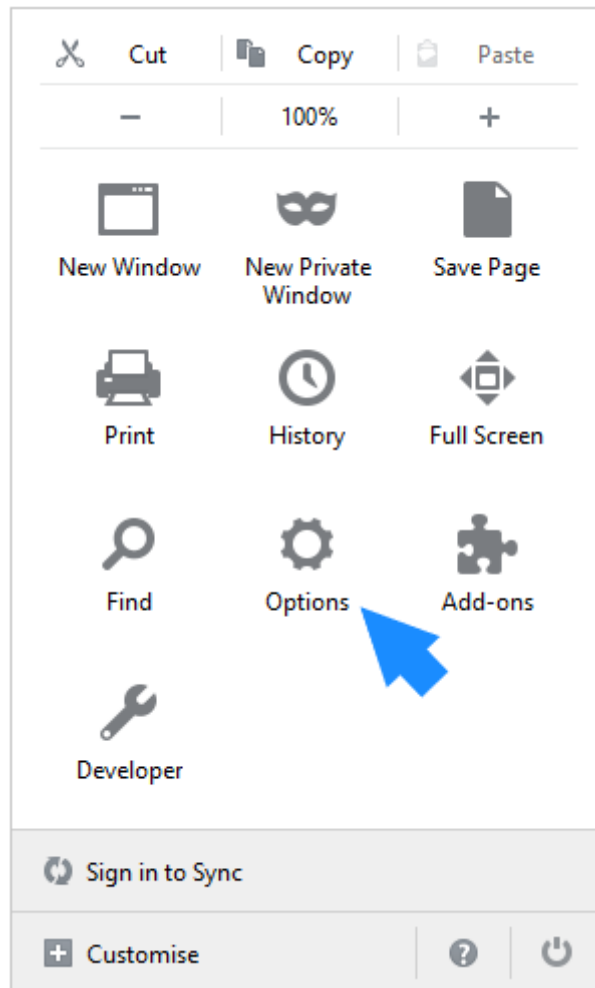 Cut Copy Paste
− 100% +
New Window New Private Window Save Page
Print History Full Screen
Find Options Add-ons
Developer
Sign in to Sync
Customise